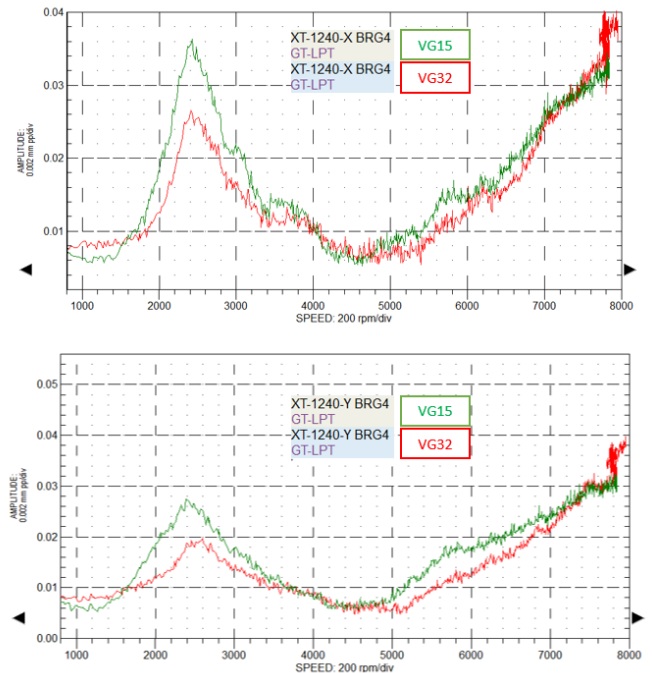 0.04
0.03
0.02
0.01
AMPLITUDE:
0.002 mm pp/div
XT-1240-X BRG4
GT-LPT
XT-1240-X BRG4
GT-LPT
VG15
VG32
1000 2000 3000 4000 5000 6000 7000 8000
SPEED: 200 rpm/div
0.05
0.04
0.03
0.02
0.01
0.00
AMPLITUDE:
0.002 mm pp/div
XT-1240-Y BRG4
GT-LPT
XT-1240-Y BRG4
GT-LPT
VG15
VG32
1000 2000 3000 4000 5000 6000 7000 8000
SPEED: 200 rpm/div